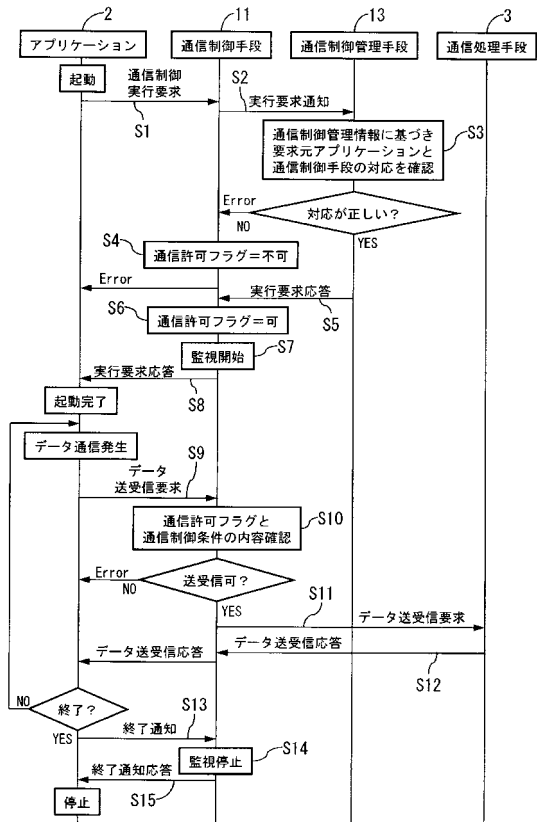 2
11
13
3
アプリケーション
通信制御手段
通信制御管理手段
通信処理手段
起動
通信制御
実行要求
S1
S2
実行要求通知
通信制御管理情報に基づき
要求元アプリケーションと
通信制御手段の対応を確認
S3
対応が正しい？
Error
NO
YES
S4
通信許可フラグ＝不可
Error
実行要求応答
S5
S6
通信許可フラグ＝可
監視開始
S7
実行要求応答
S8
起動完了
データ通信発生
S9
データ
送受信要求
通信許可フラグと
通信制御条件の内容確認
S10
送受信可？
Error
NO
YES
S11
データ送受信要求
データ送受信応答
S12
データ送受信応答
NO
終了？
YES
終了通知
S13
監視停止
S14
終了通知応答
S15
停止